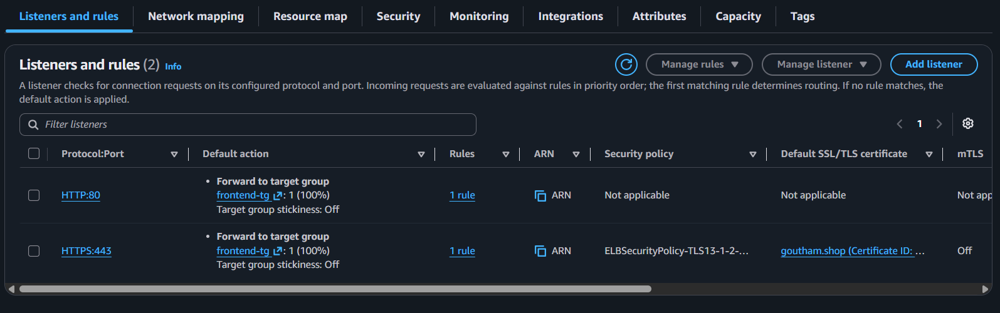 Listeners and rules Network mapping Resource map Security Monitoring Integrations Attributes Capacity Tags
Listeners and rules (2) Info Manage rules Manage listener Add listener
A listener checks for connection requests on its configured protocol and port. Incoming requests are evaluated against rules in priority order; the first matching rule determines routing. If no rule matches, the
default action is applied.
Filter listeners 1
Protocol:Port Default action Rules ARN Security policy Default SSL/TLS certificate mTLS
• Forward to target group
HTTP:80 frontend-tg : 1 (100%) 1 rule ARN Not applicable Not applicable Not app
Target group stickiness: Off
• Forward to target group
HTTPS:443 frontend-tg : 1 (100%) 1 rule ARN ELBSecurityPolicy-TLS13-1-2-... goutham.shop (Certificate ID: ... Off
Target group stickiness: Off